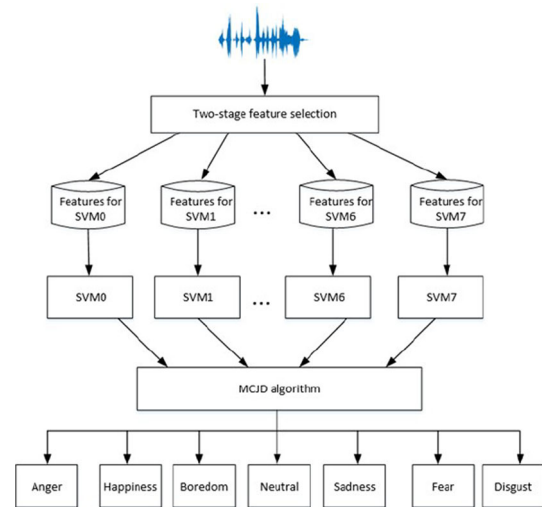 Two-stage feature selection
Features for
SVM0
Features for
SVM1
...
Features for
SVM6
Features for
SVM7
SVM0
SVM1
...
SVM6
SVM7
MCJD algorithm
Anger
Happiness
Boredom
Neutral
Sadness
Fear
Disgust